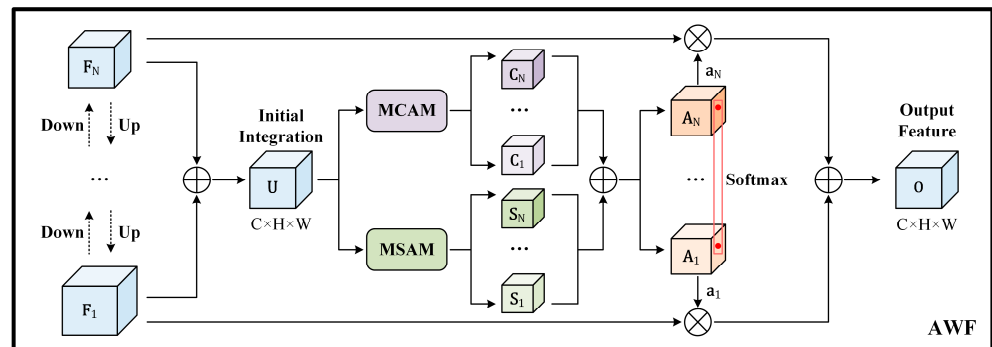 F_N
Down
Up
...
Down
Up
F_1
Initial
Integration
U
C×H×W
MCAM
MSAM
C_N
...
C_1
S_N
...
S_1
a_N
A_N
...
Softmax
A_1
a_1
Output
Feature
O
C×H×W
AWF